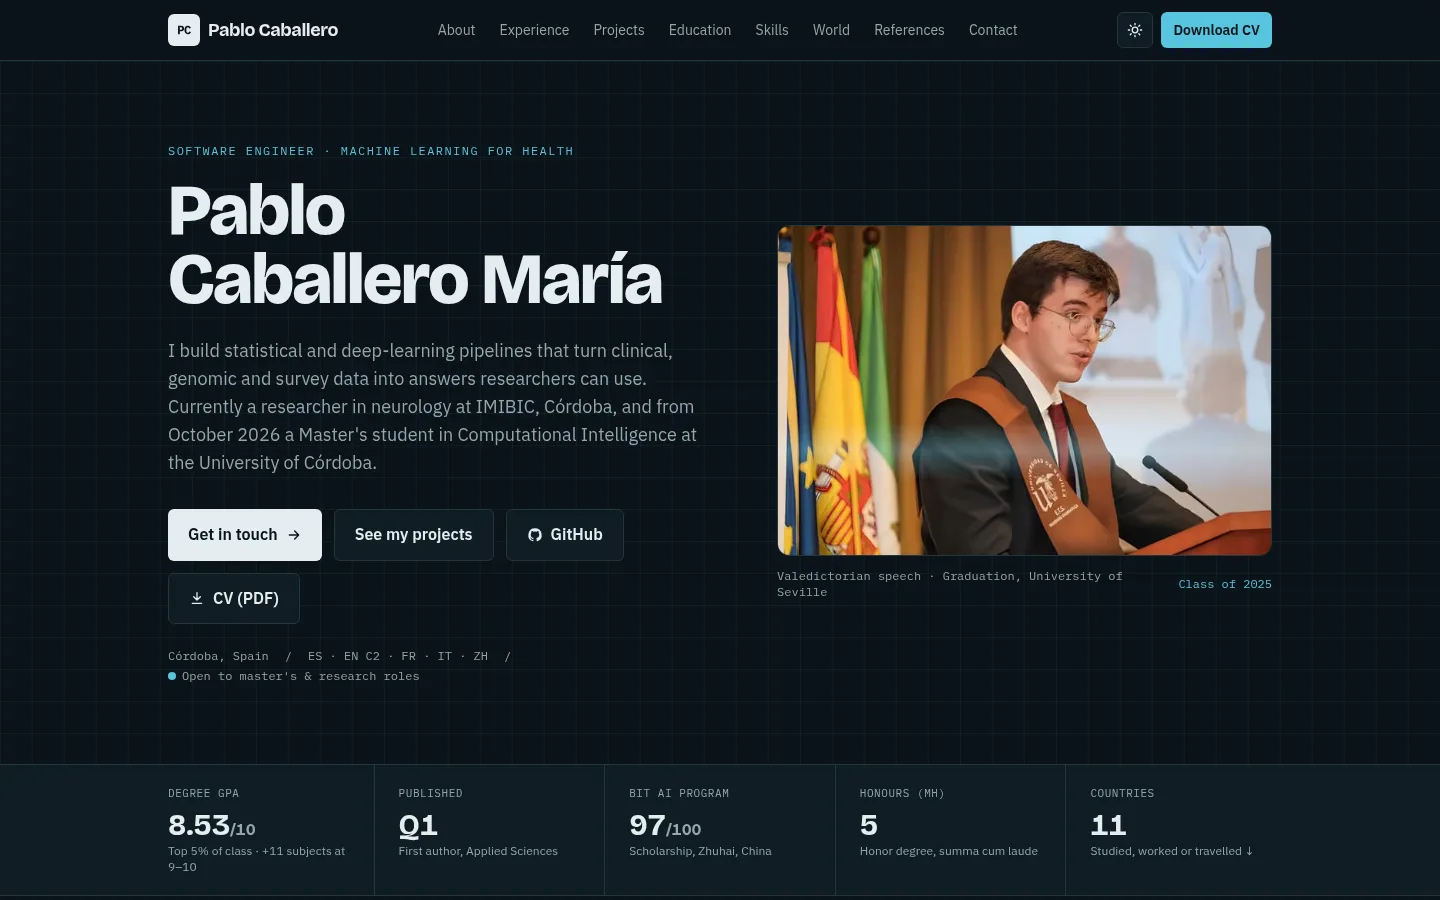 PC Pablo Caballero
About Experience Projects Education Skills World References Contact
Download CV
SOFTWARE ENGINEER · MACHINE LEARNING FOR HEALTH
Pablo
Caballero María
I build statistical and deep-learning pipelines that turn clinical,
genomic and survey data into answers researchers can use.
Currently a researcher in neurology at IMIBIC, Córdoba, and from
October 2026 a Master's student in Computational Intelligence at
the University of Córdoba.
Get in touch →
See my projects
GitHub
CV (PDF)
Córdoba, Spain / ES · EN C2 · FR · IT · ZH /
Open to master's & research roles
Valedictorian speech · Graduation, University of
Seville
Class of 2025
DEGREE GPA
8.53/10
Top 5% of class · +11 subjects at
9–10
PUBLISHED
Q1
First author, Applied Sciences
BIT AI PROGRAM
97/100
Scholarship, Zhuhai, China
HONOURS (MH)
5
Honor degree, summa cum laude
COUNTRIES
11
Studied, worked or travelled ↓